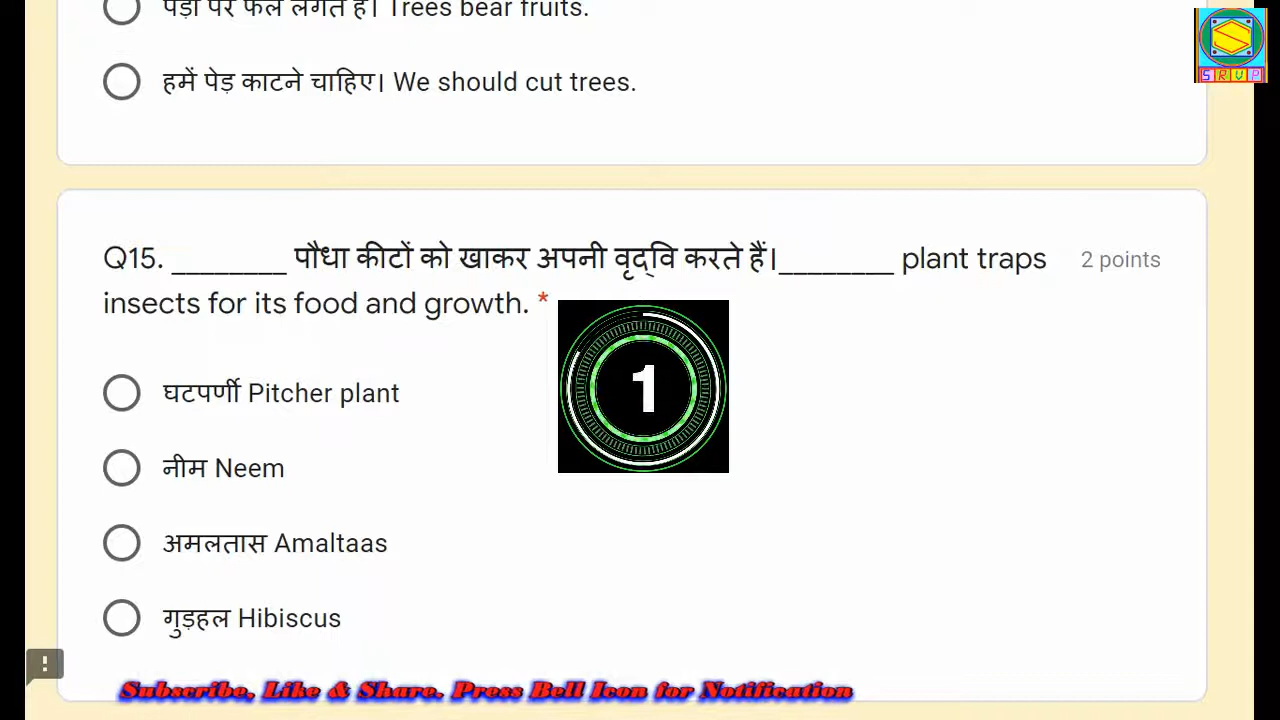 पेड़ों पर फल लगते हैं। Trees bear fruits.
हमें पेड़ काटने चाहिए। We should cut trees.
SRVP
Q15. ________ पौधा कीटों को खाकर अपनी वृद्वि करते हैं।________ plant traps 2 points
insects for its food and growth. *
1
घटपर्णी Pitcher plant
नीम Neem
अमलतास Amaltaas
गुड़हल Hibiscus
!
Subscribe, Like & Share. Press Bell Icon for Notification